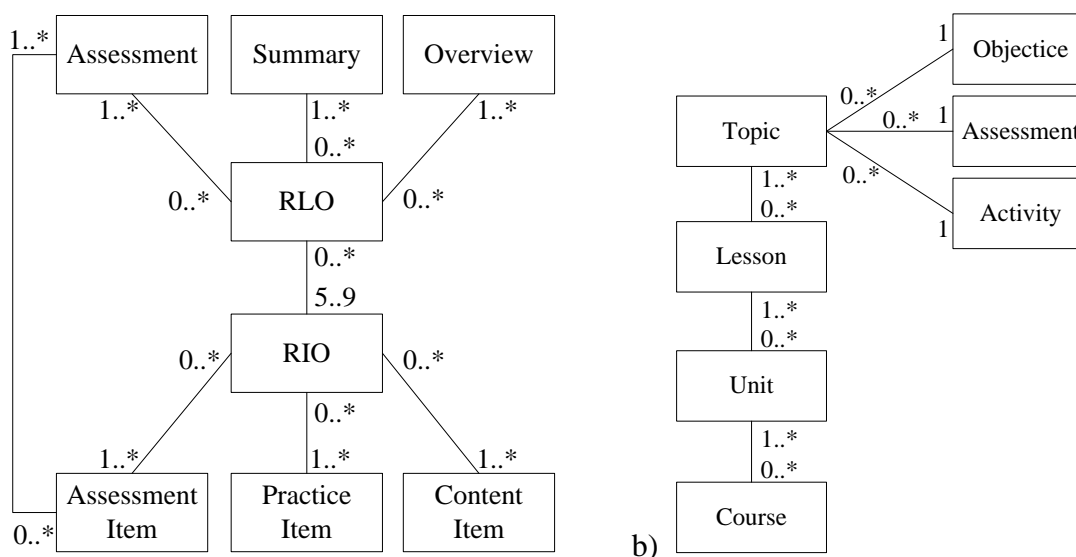 1..*
Assessment
Summary
Overview
1..*
1..*
1..*
0..*
0..*
RLO
0..*
0..*
5..9
RIO
0..*
0..*
0..*
1..*
1..*
1..*
Assessment
Item
Practice
Item
Content
Item
0..*
1
Objectice
0..*
Topic
0..*
1
Assessment
0..*
Activity
1
1..*
0..*
Lesson
1..*
0..*
Unit
1..*
0..*
Course
b)